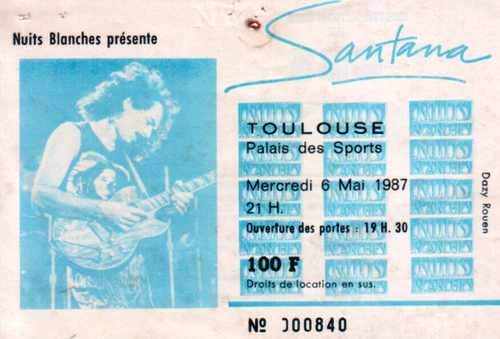 Nuits Blanches présente
Santana
TOULOUSE
Palais des Sports
Mercredi 6 Mai 1987
21 H.
Ouverture des portes : 19 H. 30
100 F
Droits de location en sus.
Nº 000840
Dazy Rouen